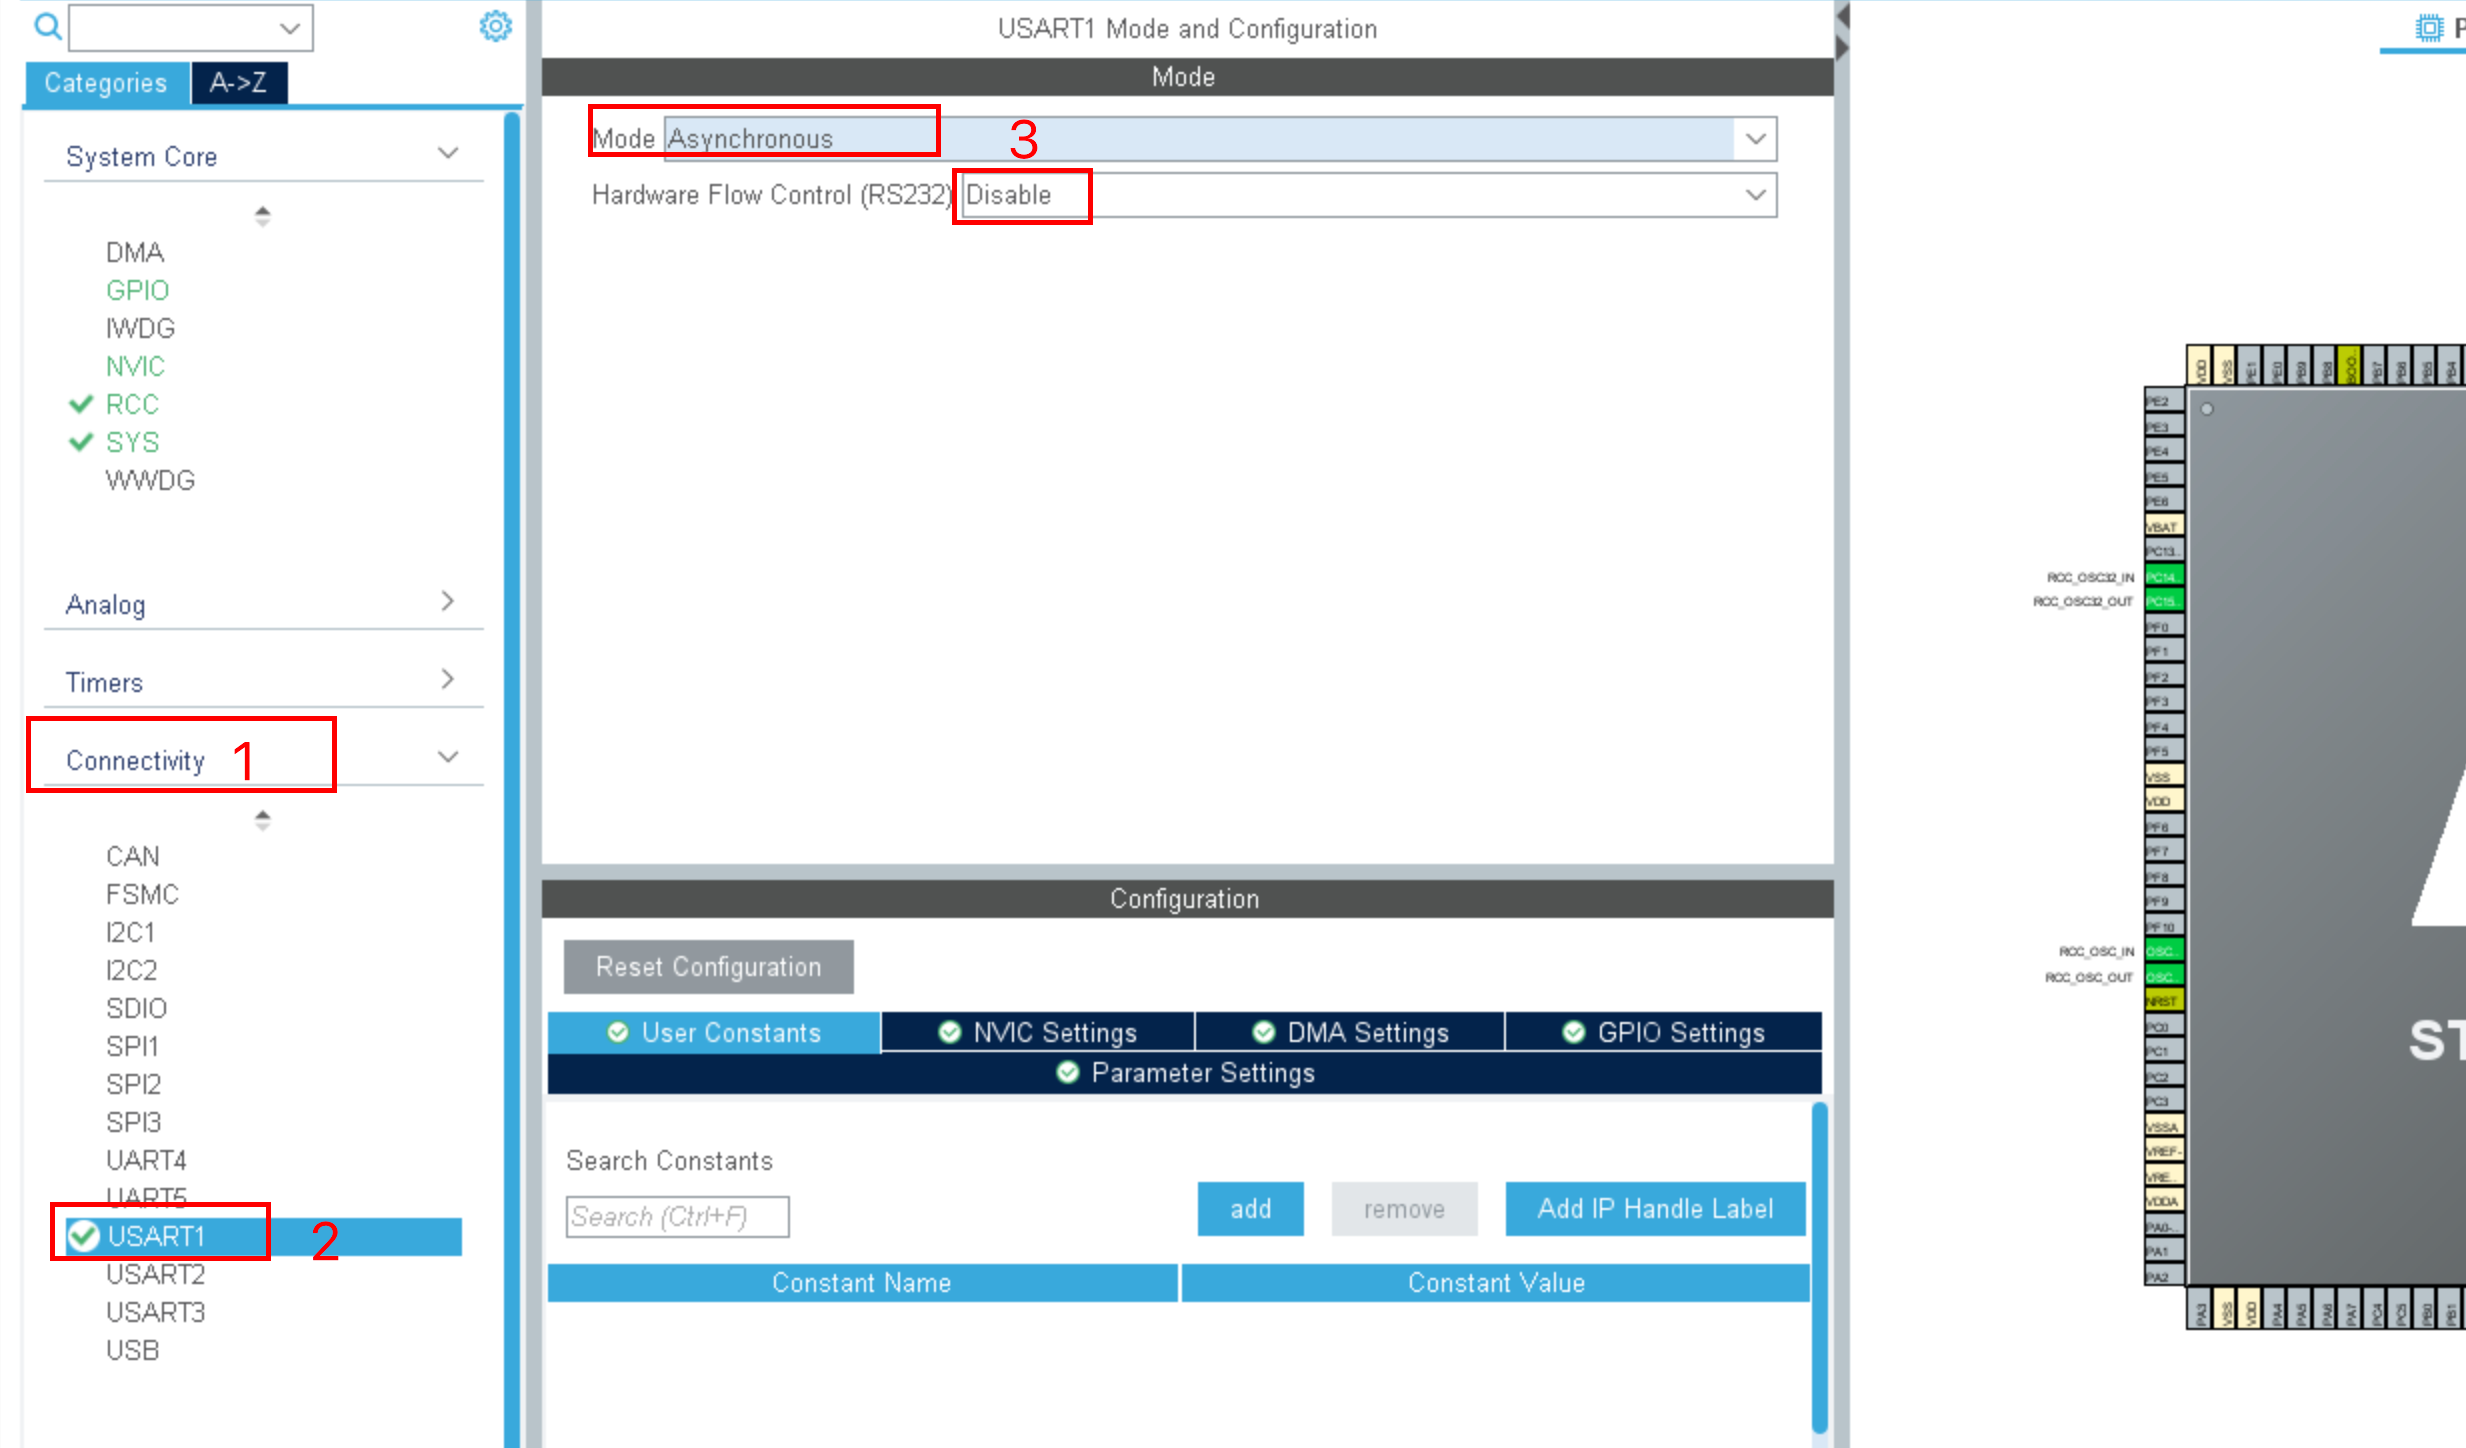 Categories
A->Z
System Core
DMA
GPIO
IWDG
NVIC
RCC
SYS
WWDG
Analog
Timers
Connectivity 1
CAN
FSMC
I2C1
I2C2
SDIO
SPI1
SPI2
SPI3
UART4
UART5
USART1 2
USART2
USART3
USB
USART1 Mode and Configuration
Mode
Mode Asynchronous 3
Hardware Flow Control (RS232) Disable
Configuration
Reset Configuration
User Constants
NVIC Settings
DMA Settings
GPIO Settings
Parameter Settings
Search Constants
Search (Ctrl+F)
add
remove
Add IP Handle Label
Constant Name
Constant Value
VDD
VSS
PE1
PE0
PB9
PB8
BOO..
PB7
PB6
PB5
PB4
PE2
PE3
PE4
PE5
PE6
VBAT
PC13..
RCC_OSC32_IN PC14..
RCC_OSC32_OUT PC15..
PF0
PF1
PF2
PF3
PF4
PF5
VSS
VDD
PF6
PF7
PF8
PF9
PF10
RCC_OSC_IN OSC..
RCC_OSC_OUT OSC..
NRST
PC0
PC1
PC2
PC3
VSSA
VREF-
VRE..
VDDA
PA0-..
PA1
PA2
ST
PA3
VSS
VDD
PA4
PA5
PA6
PA7
PC4
PC5
PB0
PB1